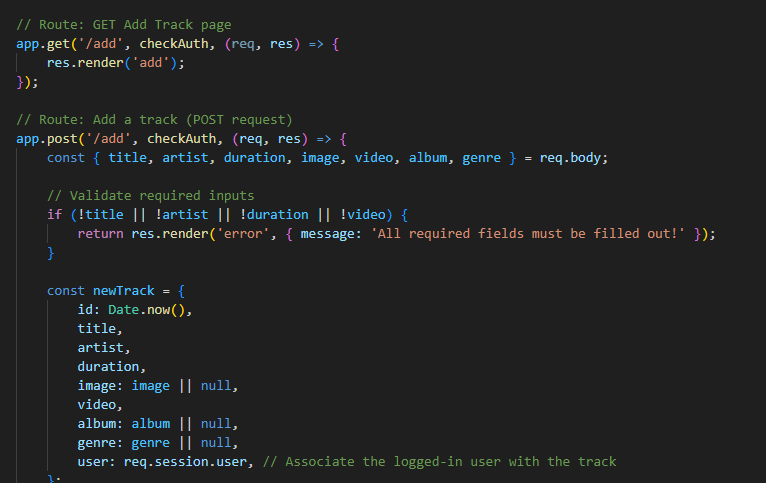 // Route: GET Add Track page
app.get('/add', checkAuth, (req, res) => {
    res.render('add');
});

// Route: Add a track (POST request)
app.post('/add', checkAuth, (req, res) => {
    const { title, artist, duration, image, video, album, genre } = req.body;

    // Validate required inputs
    if (!title || !artist || !duration || !video) {
        return res.render('error', { message: 'All required fields must be filled out!' });
    }

    const newTrack = {
        id: Date.now(),
        title,
        artist,
        duration,
        image: image || null,
        video,
        album: album || null,
        genre: genre || null,
        user: req.session.user, // Associate the logged-in user with the track
    };